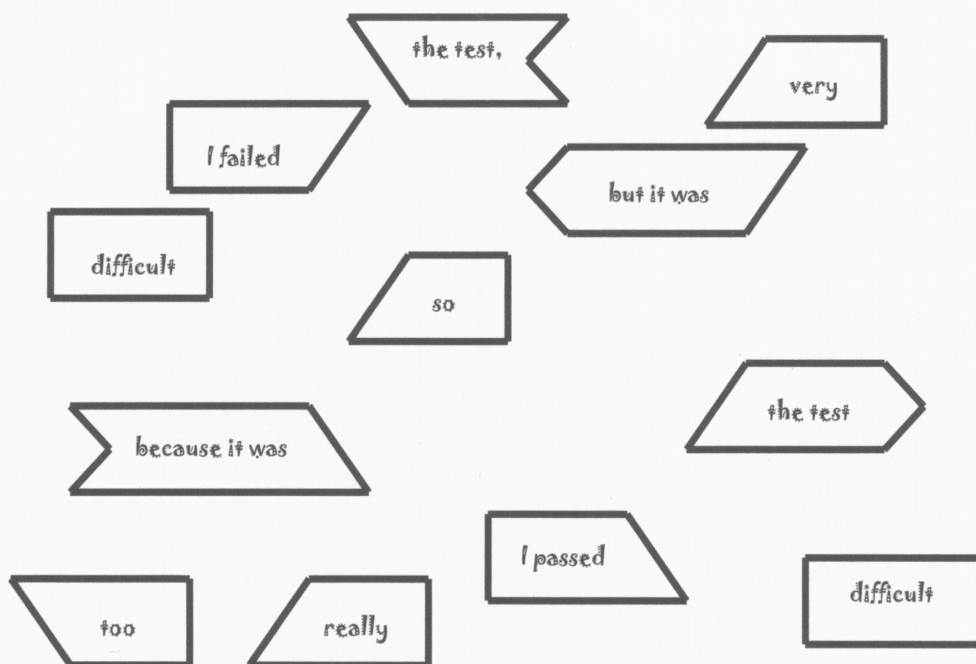 the test,
very
I failed
but it was
difficult
so
the test
because it was
I passed
difficult
too
really